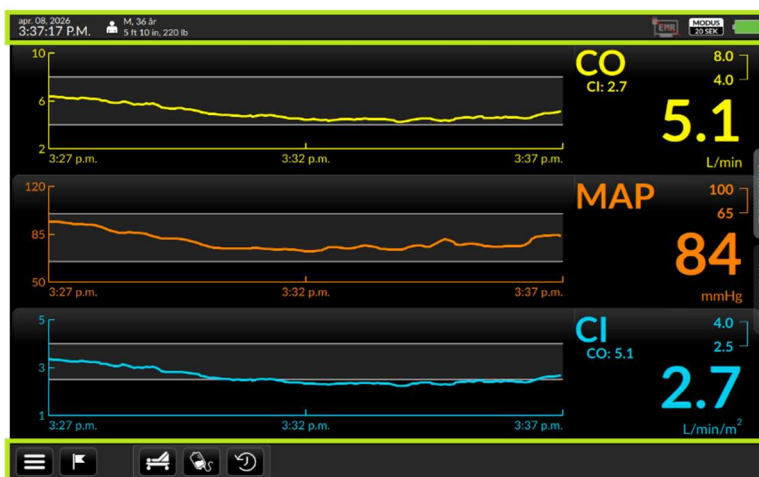 apr. 08, 2026
3:37:17 P.M.
M, 36 år
5 ft 10 in, 220 lb
EMR
MODUS
20 SEK
10
6
2
3:27 p.m.
3:32 p.m.
3:37 p.m.
CO
CI: 2.7
8.0
4.0
5.1
L/min
120
85
50
3:27 p.m.
3:32 p.m.
3:37 p.m.
MAP
100
65
84
mmHg
5
3
1
3:27 p.m.
3:32 p.m.
3:37 p.m.
CI
CO: 5.1
4.0
2.5
2.7
L/min/m²